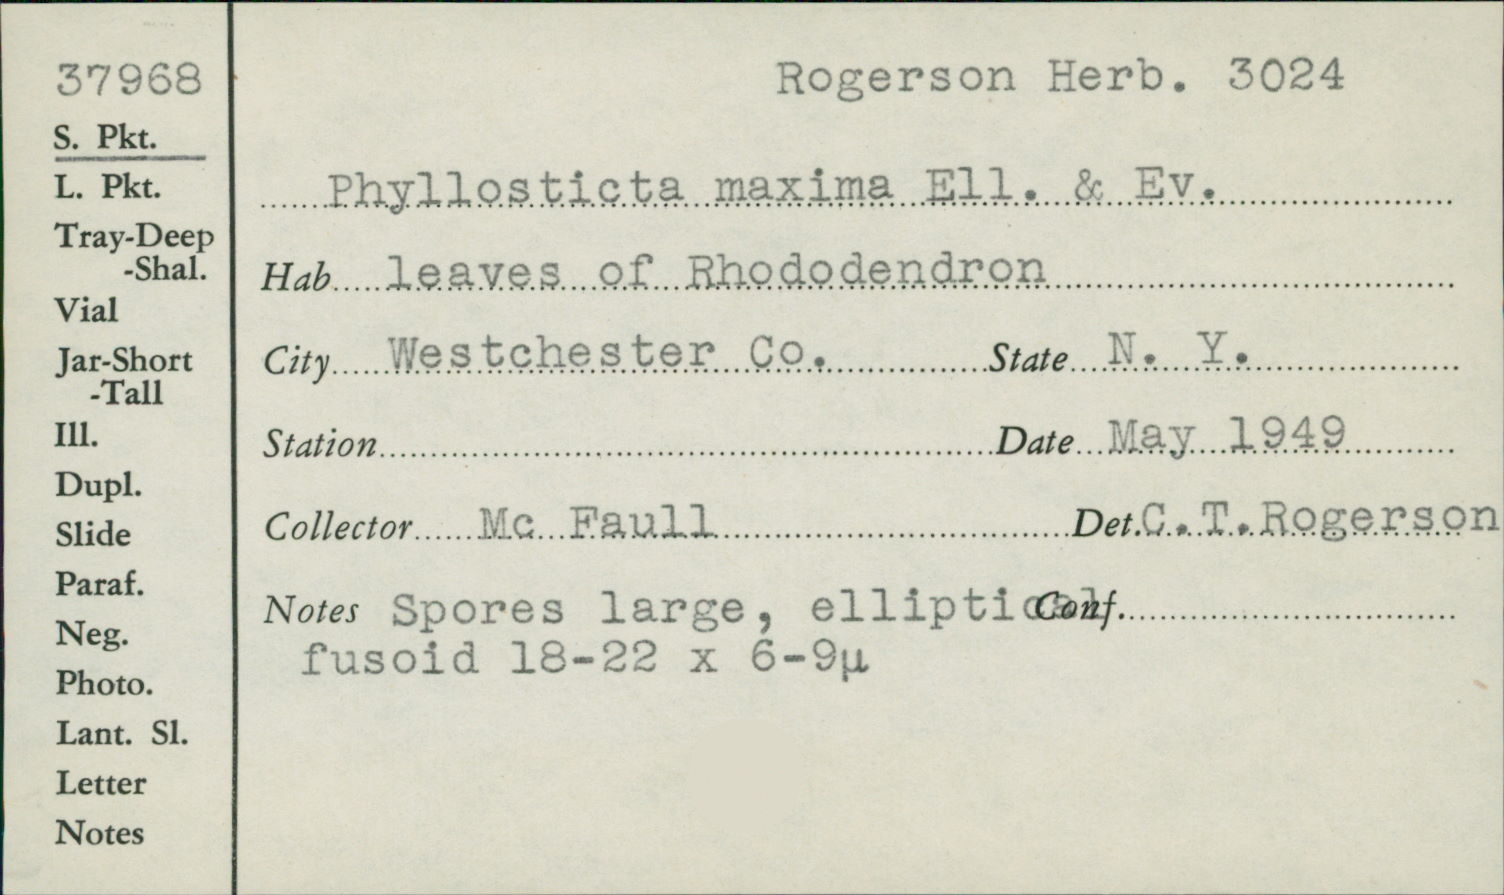 37968
S. Pkt.
L. Pkt.
Tray-Deep
-Shal.
Vial
Jar-Short
-Tall
Ill.
Dupl.
Slide
Paraf.
Neg.
Photo.
Lant. Sl.
Letter
Notes
Rogerson Herb. 3024
Phyllosticta maxima Ell. & Ev.
Hab leaves of Rhododendron
City Westchester Co. State N. Y.
Station Date May 1949
Collector Mc Faull Det. C.T.Rogerson
Notes Spores large, elliptical Conf.
fusoid 18-22 x 6-9µ